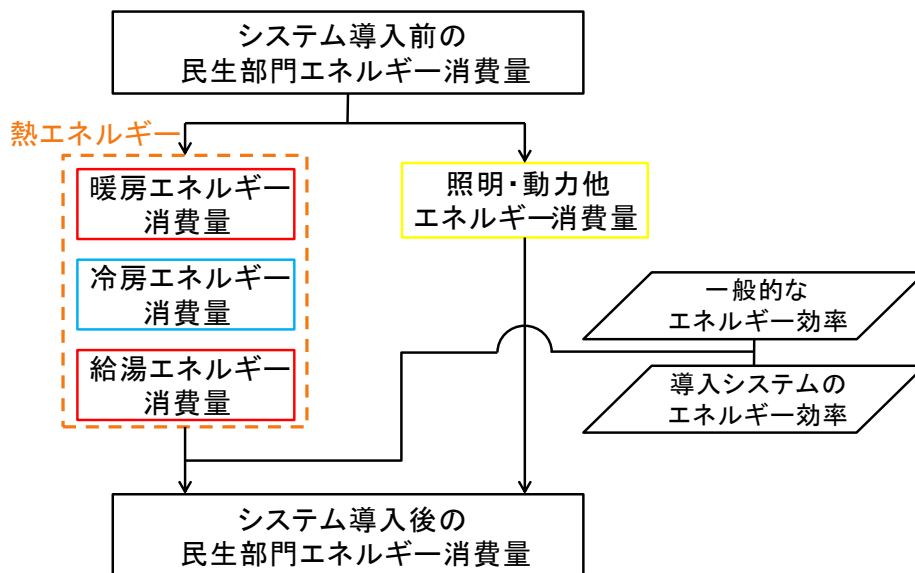 システム導入前の
民生部門エネルギー消費量
熱エネルギー
暖房エネルギー
消費量
照明・動力他
エネルギー消費量
冷房エネルギー
消費量
一般的な
エネルギー効率
給湯エネルギー
消費量
導入システムの
エネルギー効率
システム導入後の
民生部門エネルギー消費量